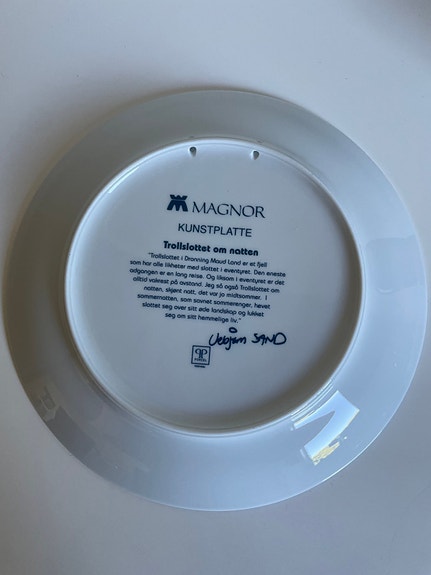 MAGNOR
KUNSTPLATTE
Trollslottet om natten
"Trollslottet i Dronning Maud Land er et fjell
som har alle likheter med slottet i eventyret. Den eneste
adgangen er en lang reise. Og liksom i eventyret er det
alltid vakrest på avstand. Jeg så også Trollslottet om
natten, skjønt natt, det var jo midtsommer. I
sommernatten, som savnet sommerenger, hevet
slottet seg over sitt øde landskap og lukket
seg om sitt hemmelige liv."
Vebjørn SAND